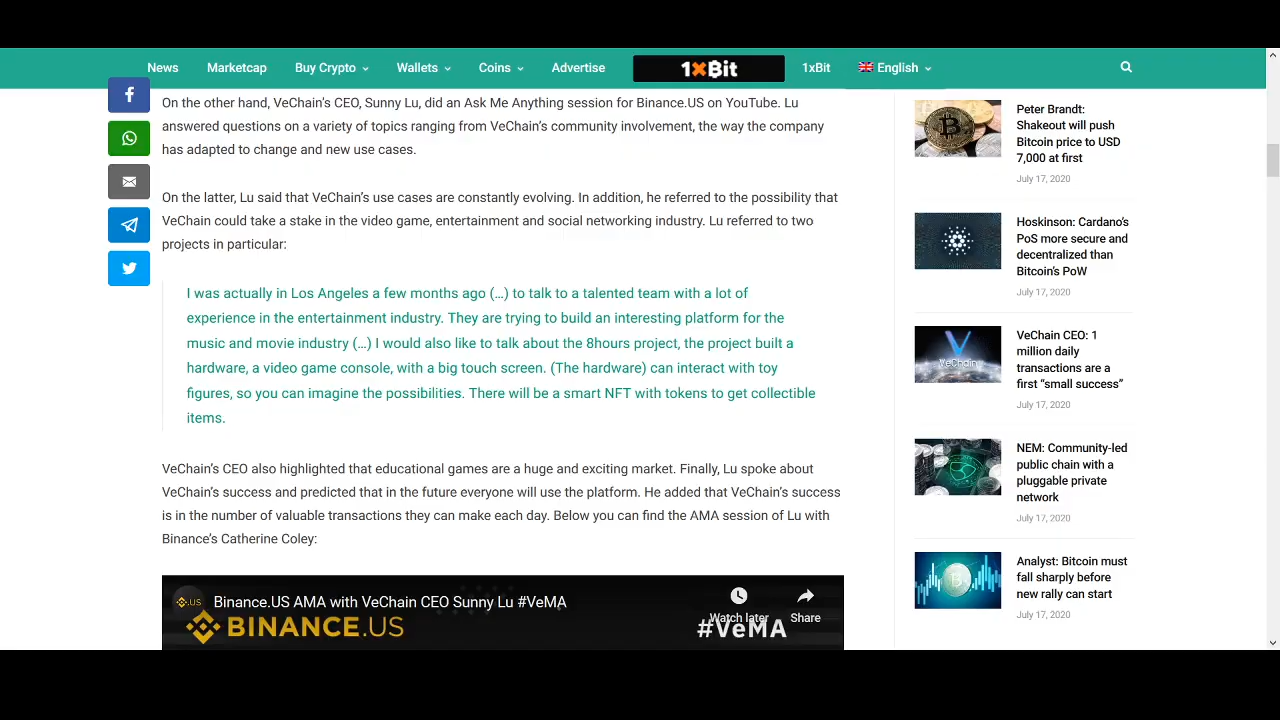 News
Marketcap
Buy Crypto
Wallets
Coins
Advertise
1xBit
1xBit
English
On the other hand, VeChain's CEO, Sunny Lu, did an Ask Me Anything session for Binance.US on YouTube. Lu
answered questions on a variety of topics ranging from VeChain's community involvement, the way the company
has adapted to change and new use cases.
On the latter, Lu said that VeChain's use cases are constantly evolving. In addition, he referred to the possibility that
VeChain could take a stake in the video game, entertainment and social networking industry. Lu referred to two
projects in particular:
I was actually in Los Angeles a few months ago (…) to talk to a talented team with a lot of
experience in the entertainment industry. They are trying to build an interesting platform for the
music and movie industry (…) I would also like to talk about the 8hours project, the project built a
hardware, a video game console, with a big touch screen. (The hardware) can interact with toy
figures, so you can imagine the possibilities. There will be a smart NFT with tokens to get collectible
items.
VeChain's CEO also highlighted that educational games are a huge and exciting market. Finally, Lu spoke about
VeChain's success and predicted that in the future everyone will use the platform. He added that VeChain's success
is in the number of valuable transactions they can make each day. Below you can find the AMA session of Lu with
Binance's Catherine Coley:
.US
Binance.US AMA with VeChain CEO Sunny Lu #VeMA
Watch later
Share
BINANCE.US
#VeMA
Peter Brandt:
Shakeout will push
Bitcoin price to USD
7,000 at first
July 17, 2020
Hoskinson: Cardano's
PoS more secure and
decentralized than
Bitcoin's PoW
July 17, 2020
VeChain
VeChain CEO: 1
million daily
transactions are a
first “small success”
July 17, 2020
NEM: Community-led
public chain with a
pluggable private
network
July 17, 2020
Analyst: Bitcoin must
fall sharply before
new rally can start
July 17, 2020